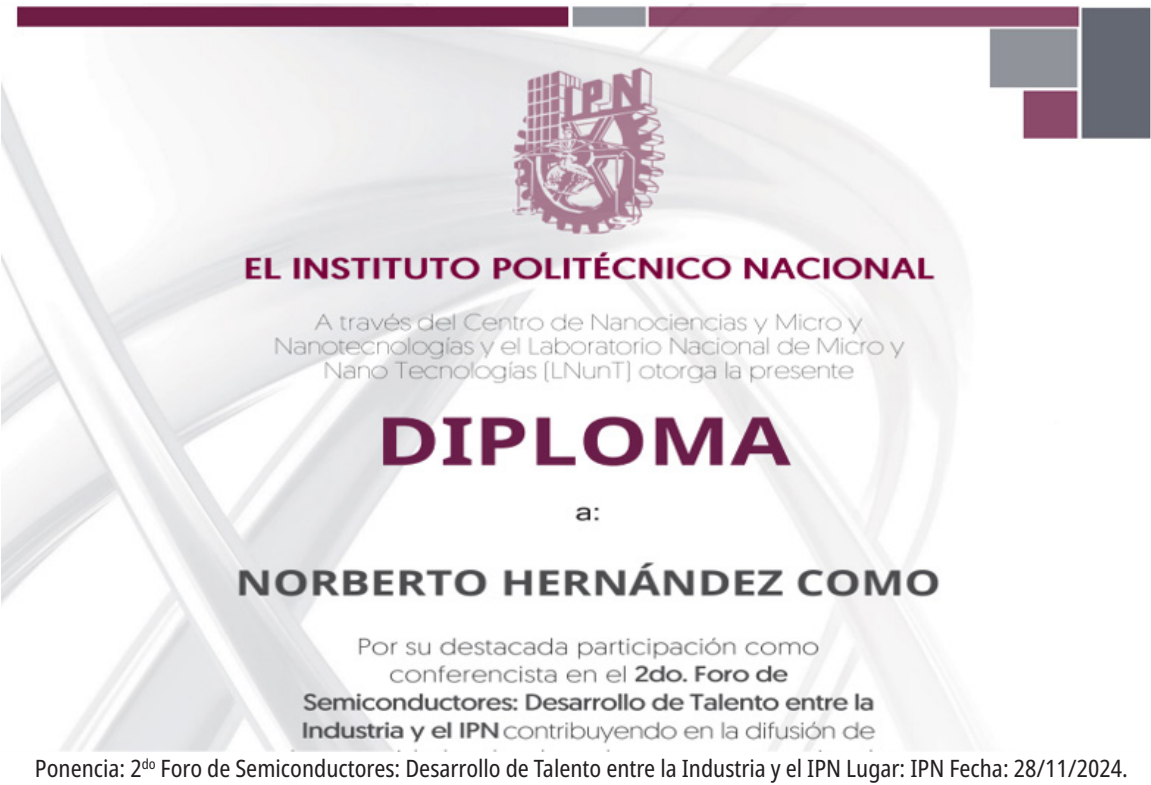 IPN
EL INSTITUTO POLITÉCNICO NACIONAL
A través del Centro de Nanociencias y Micro y
Nanotecnologías y el Laboratorio Nacional de Micro y
Nano Tecnologías (LNunT) otorga la presente
DIPLOMA
a:
NORBERTO HERNÁNDEZ COMO
Por su destacada participación como
conferencista en el 2do. Foro de
Semiconductores: Desarrollo de Talento entre la
Industria y el IPN contribuyendo en la difusión de
Ponencia: 2do Foro de Semiconductores: Desarrollo de Talento entre la Industria y el IPN Lugar: IPN Fecha: 28/11/2024.